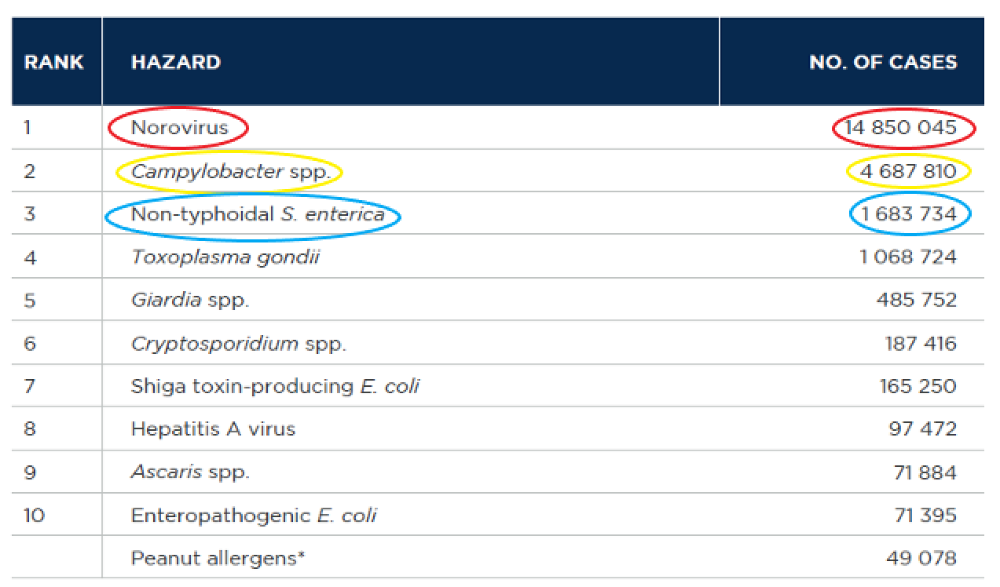 RANK HAZARD NO. OF CASES
1 Norovirus 14 850 045
2 Campylobacter spp. 4 687 810
3 Non-typhoidal S. enterica 1 683 734
4 Toxoplasma gondii 1 068 724
5 Giardia spp. 485 752
6 Cryptosporidium spp. 187 416
7 Shiga toxin-producing E. coli 165 250
8 Hepatitis A virus 97 472
9 Ascaris spp. 71 884
10 Enteropathogenic E. coli 71 395
Peanut allergens* 49 078